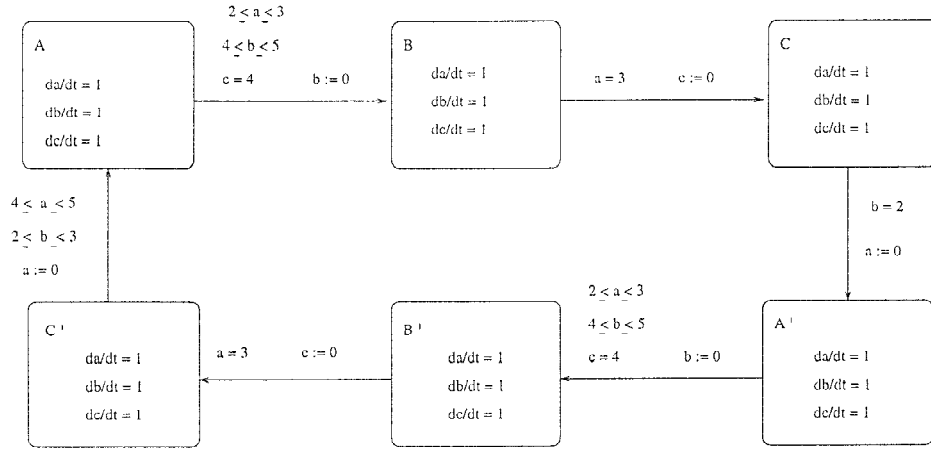 A
da/dt = 1
db/dt = 1
dc/dt = 1
2 ≤ a ≤ 3
4 ≤ b ≤ 5
c = 4 b := 0
B
da/dt = 1
db/dt = 1
dc/dt = 1
a = 3 c := 0
C
da/dt = 1
db/dt = 1
dc/dt = 1
4 ≤ a ≤ 5
2 ≤ b ≤ 3
a := 0
b = 2
a := 0
C '
da/dt = 1
db/dt = 1
dc/dt = 1
a = 3 c := 0
B '
da/dt = 1
db/dt = 1
dc/dt = 1
2 ≤ a ≤ 3
4 ≤ b ≤ 5
c = 4 b := 0
A '
da/dt = 1
db/dt = 1
dc/dt = 1